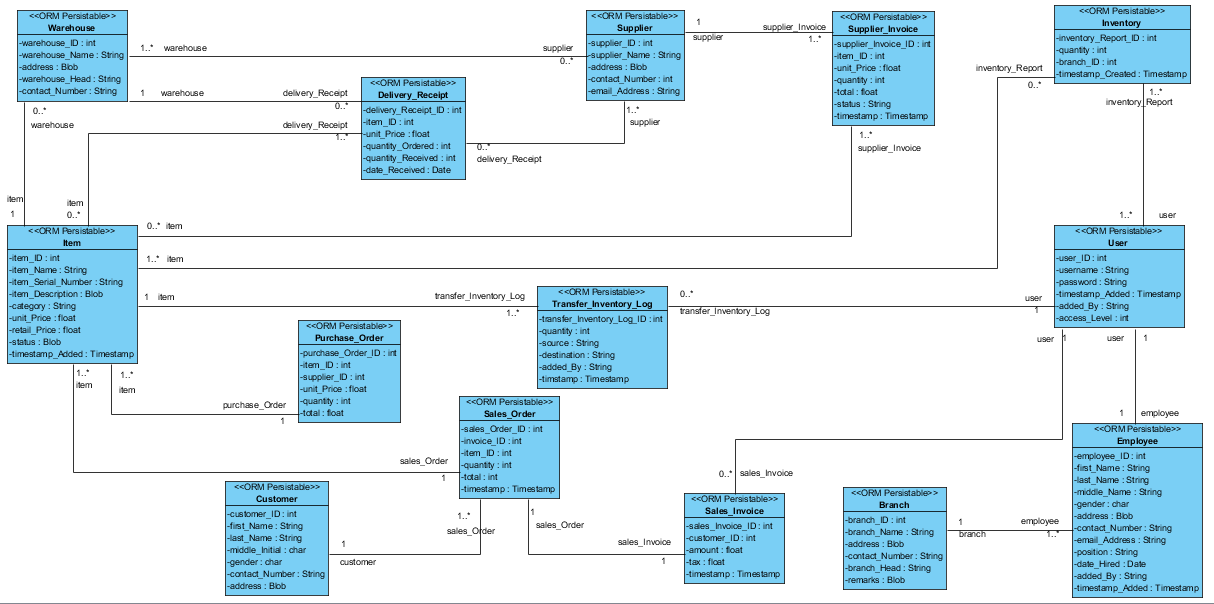 <<ORM Persistable>>
Warehouse
-warehouse_ID : int
-warehouse_Name : String
-address : Blob
-warehouse_Head : String
-contact_Number : String
1..* warehouse
supplier
0..*
1 warehouse
delivery_Receipt
0..*
0..*
warehouse
item
1
<<ORM Persistable>>
Delivery_Receipt
-delivery_Receipt_ID : int
-item_ID : int
-unit_Price : float
-quantity_Ordered : int
-quantity_Received : int
-date_Received : Date
delivery_Receipt
1..*
item
0..*
0..*
delivery_Receipt
<<ORM Persistable>>
Supplier
-supplier_ID : int
-supplier_Name : String
-address : Blob
-contact_Number : int
-email_Address : String
1..*
supplier
1
supplier
supplier_Invoice
1..*
<<ORM Persistable>>
Supplier_Invoice
-supplier_Invoice_ID : int
-item_ID : int
-unit_Price : float
-quantity : int
-total : float
-status : String
-timestamp : Timestamp
1..*
supplier_Invoice
<<ORM Persistable>>
Inventory
-inventory_Report_ID : int
-quantity : int
-branch_ID : int
-timestamp_Created : Timestamp
inventory_Report
0..*
1..*
inventory_Report
1..* user
<<ORM Persistable>>
Item
-item_ID : int
-item_Name : String
-item_Serial_Number : String
-item_Description : Blob
-category : String
-unit_Price : float
-retail_Price : float
-status : Blob
-timestamp_Added : Timestamp
0..* item
1..* item
1 item
transfer_Inventory_Log
1..*
1..*
item
1..*
item
<<ORM Persistable>>
Transfer_Inventory_Log
-transfer_Inventory_Log_ID : int
-quantity : int
-source : String
-destination : String
-added_By : String
-timstamp : Timestamp
0..*
transfer_Inventory_Log
user
1
<<ORM Persistable>>
User
-user_ID : int
-username : String
-password : String
-timestamp_Added : Timestamp
-added_By : String
-access_Level : int
user 1
user 1
<<ORM Persistable>>
Purchase_Order
-purchase_Order_ID : int
-item_ID : int
-supplier_ID : int
-unit_Price : float
-quantity : int
-total : float
purchase_Order
1
<<ORM Persistable>>
Sales_Order
-sales_Order_ID : int
-invoice_ID : int
-item_ID : int
-quantity : int
-total : int
-timestamp : Timestamp
sales_Order
1
1..*
sales_Order
1
sales_Order
1
customer
<<ORM Persistable>>
Customer
-customer_ID : int
-first_Name : String
-last_Name : String
-middle_Initial : char
-gender : char
-contact_Number : String
-address : Blob
sales_Invoice
1
0..* sales_Invoice
<<ORM Persistable>>
Sales_Invoice
-sales_Invoice_ID : int
-customer_ID : int
-amount : float
-tax : float
-timestamp : Timestamp
<<ORM Persistable>>
Branch
-branch_ID : int
-branch_Name : String
-address : Blob
-contact_Number : String
-branch_Head : String
-remarks : Blob
1
branch
employee
1..*
1 employee
<<ORM Persistable>>
Employee
-employee_ID : int
-first_Name : String
-last_Name : String
-middle_Name : String
-gender : char
-address : Blob
-contact_Number : String
-email_Address : String
-position : String
-date_Hired : Date
-added_By : String
-timestamp_Added : Timestamp